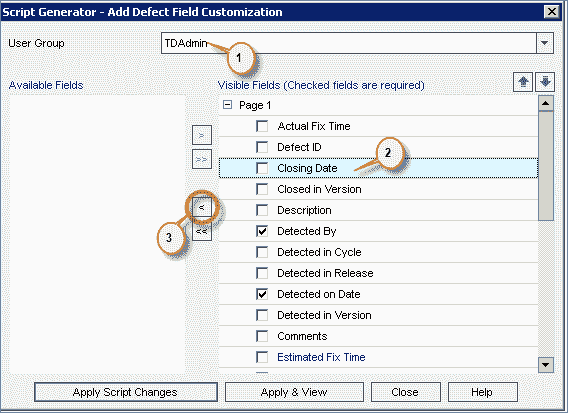 Script Generator - Add Defect Field Customization
User Group
TDAdmin
1
Available Fields
Visible Fields (Checked fields are required)
Page 1
Actual Fix Time
Defect ID
Closing Date
2
Closed in Version
Description
Detected By
Detected in Cycle
Detected in Release
Detected on Date
Detected in Version
Comments
Estimated Fix Time
>
>>
<
<<
3
Apply Script Changes
Apply & View
Close
Help